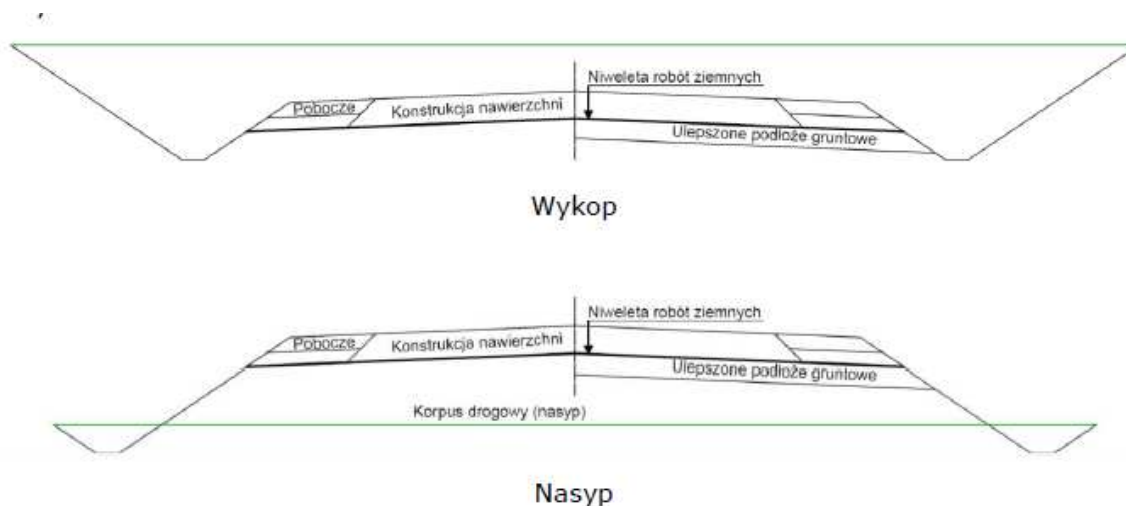 Niweleta robót ziemnych
Pobocze
Konstrukcja nawierzchni
Ulepszone podłoże gruntowe
Wykop
Niweleta robót ziemnych
Pobocze
Konstrukcja nawierzchni
Ulepszone podłoże gruntowe
Korpus drogowy (nasyp)
Nasyp